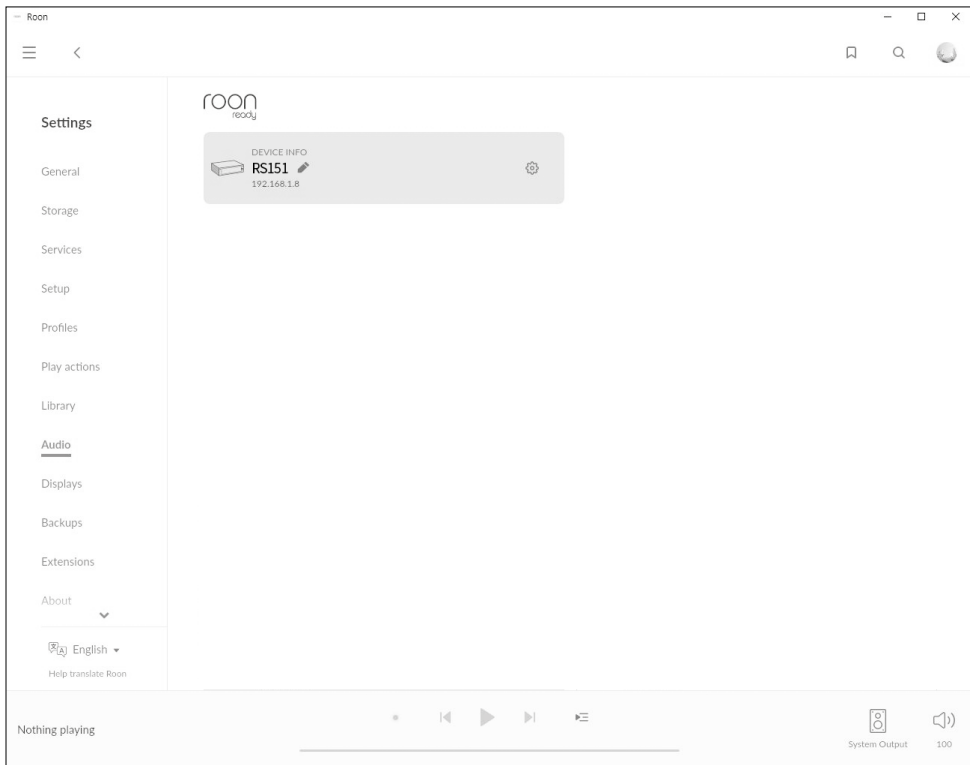 Roon
Settings
General
Storage
Services
Setup
Profiles
Play actions
Library
Audio
Displays
Backups
Extensions
About
English
Help translate Roon
roon
ready
DEVICE INFO
RS151
192.168.1.8
Nothing playing
System Output
100